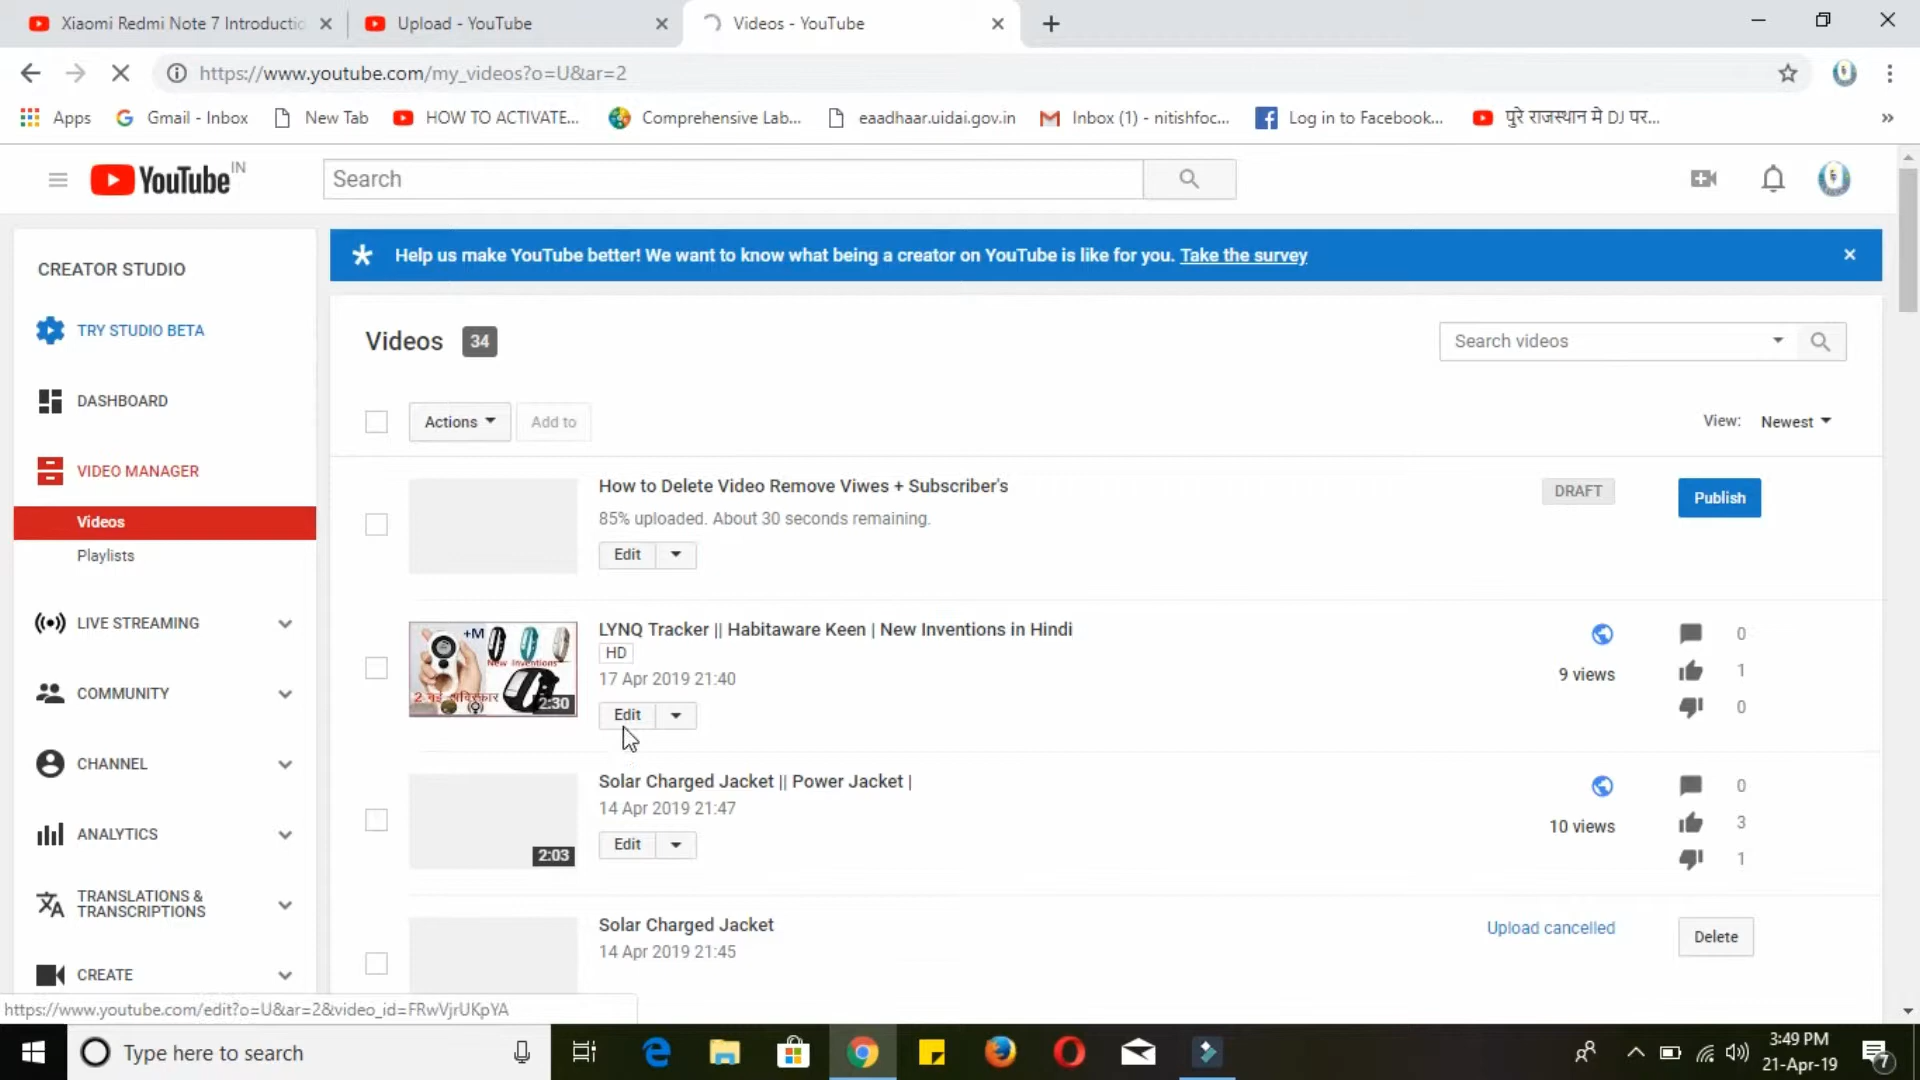 Xiaomi Redmi Note 7 Introductio
Upload - YouTube
Videos - YouTube
https://www.youtube.com/my_videos?o=U&ar=2
Apps
Gmail - Inbox
New Tab
HOW TO ACTIVATE...
Comprehensive Lab...
eaadhaar.uidai.gov.in
Inbox (1) - nitishfoc...
Log in to Facebook...
पुरे राजस्थान मे DJ पर...
YouTube IN
Search
CREATOR STUDIO
TRY STUDIO BETA
DASHBOARD
VIDEO MANAGER
Videos
Playlists
LIVE STREAMING
COMMUNITY
CHANNEL
ANALYTICS
TRANSLATIONS &
TRANSCRIPTIONS
CREATE
Help us make YouTube better! We want to know what being a creator on YouTube is like for you. Take the survey
Videos 34
Search videos
Actions
Add to
View: Newest
How to Delete Video Remove Viwes + Subscriber's
85% uploaded. About 30 seconds remaining.
Edit
DRAFT
Publish
+M
New Inventions
2 नई अविष्कार
2:30
LYNQ Tracker || Habitaware Keen | New Inventions in Hindi
HD
17 Apr 2019 21:40
Edit
9 views
0
1
0
2:03
Solar Charged Jacket || Power Jacket |
14 Apr 2019 21:47
Edit
10 views
0
3
1
Solar Charged Jacket
14 Apr 2019 21:45
Upload cancelled
Delete
https://www.youtube.com/edit?o=U&ar=2&video_id=FRwVjrUKpYA
Type here to search
3:49 PM
21-Apr-19
7